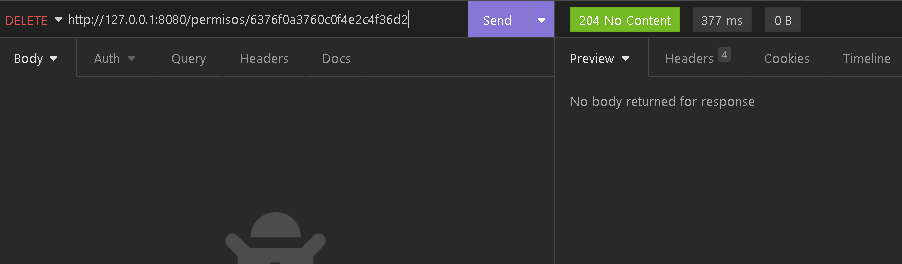 DELETE http://127.0.0.1:8080/permisos/6376f0a3760c0f4e2c4f36d2 Send 204 No Content 377 ms 0 B
Body Auth Query Headers Docs Preview Headers 4 Cookies Timeline
No body returned for response